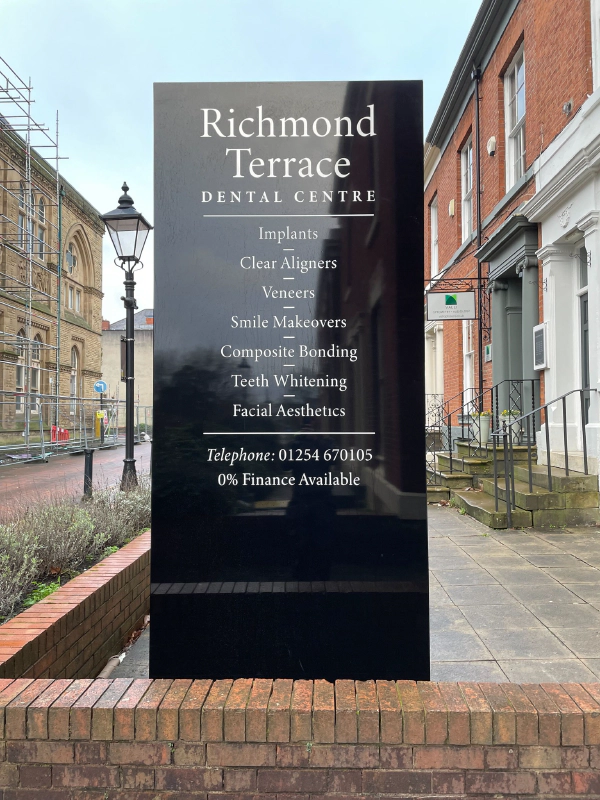 Richmond
Terrace
DENTAL CENTRE
Implants
Clear Aligners
Veneers
Smile Makeovers
Composite Bonding
Teeth Whitening
Facial Aesthetics
Telephone: 01254 670105
0% Finance Available